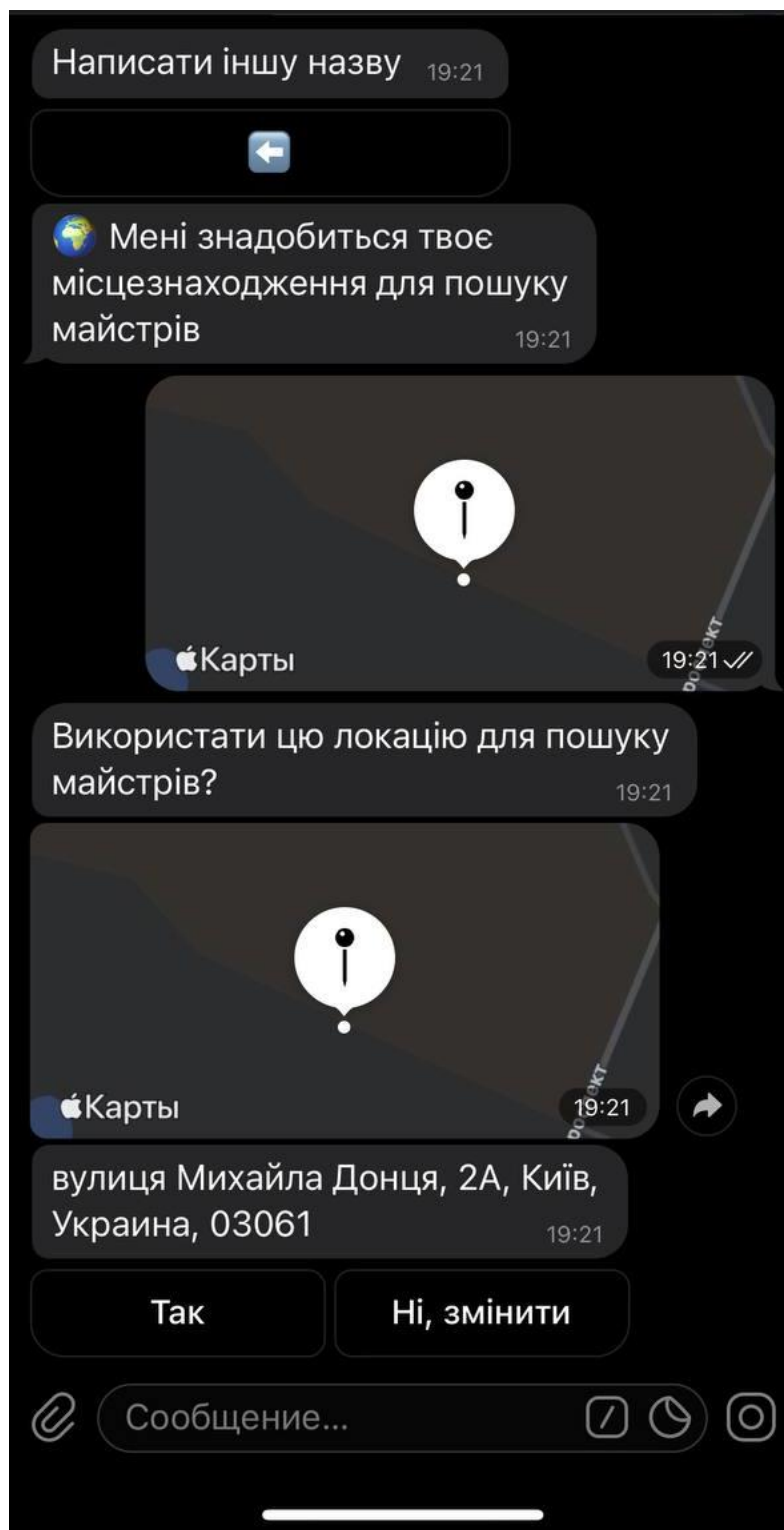 Написати іншу назву 19:21
🌍 Мені знадобиться твоє
місцезнаходження для пошуку
майстрів 19:21
Карты 19:21
Використати цю локацію для пошуку
майстрів? 19:21
Карты 19:21
вулиця Михайла Донця, 2А, Київ,
Украина, 03061 19:21
Так Ні, змінити
Сообщение...